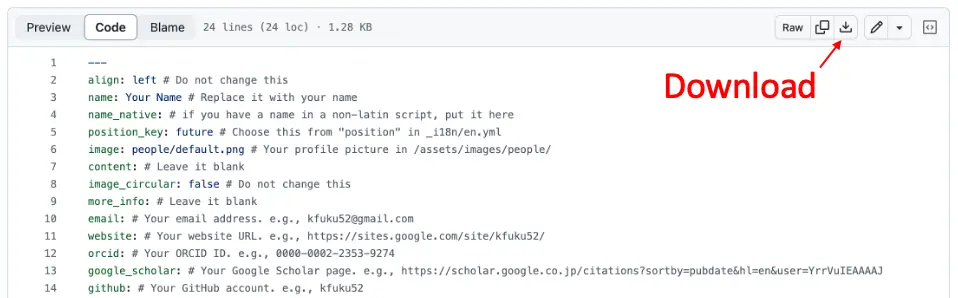 Preview Code Blame 24 lines (24 loc) · 1.28 KB Raw
Download
1 ---
2 align: left # Do not change this
3 name: Your Name # Replace it with your name
4 name_native: # if you have a name in a non-latin script, put it here
5 position_key: future # Choose this from "position" in _i18n/en.yml
6 image: people/default.png # Your profile picture in /assets/images/people/
7 content: # Leave it blank
8 image_circular: false # Do not change this
9 more_info: # Leave it blank
10 email: # Your email address. e.g., kfuku52@gmail.com
11 website: # Your website URL. e.g., https://sites.google.com/site/kfuku52/
12 orcid: # Your ORCID ID. e.g., 0000-0002-2353-9274
13 google_scholar: # Your Google Scholar page. e.g., https://scholar.google.co.jp/citations?sortby=pubdate&hl=en&user=YrrVuIEAAAAJ
14 github: # Your GitHub account. e.g., kfuku52